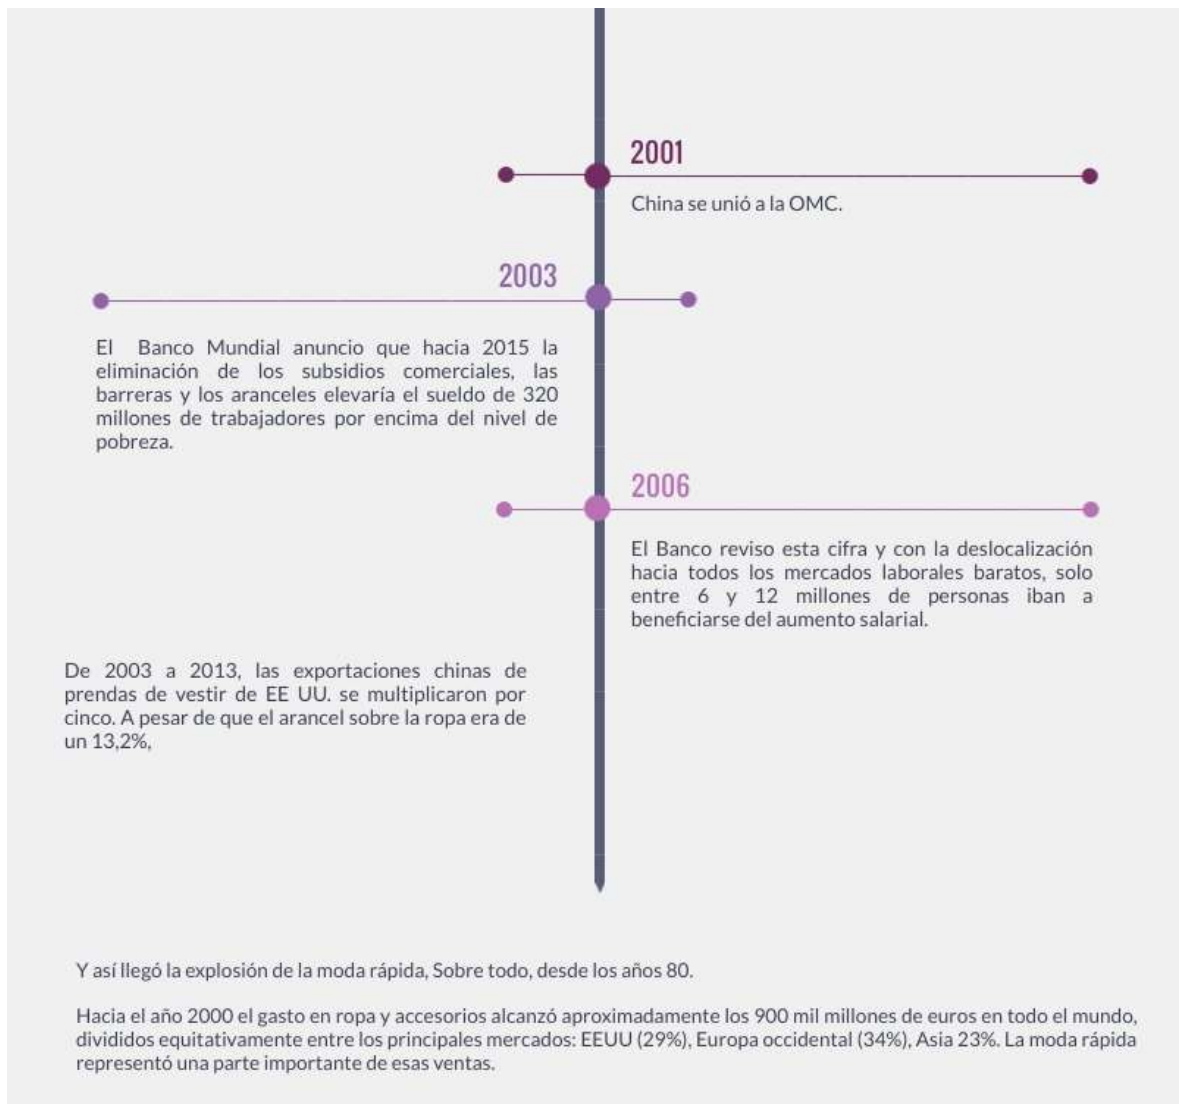 2001
China se unió a la OMC.
2003
El Banco Mundial anuncio que hacia 2015 la
eliminación de los subsidios comerciales, las
barreras y los aranceles elevaría el sueldo de 320
millones de trabajadores por encima del nivel de
pobreza.
2006
El Banco reviso esta cifra y con la deslocalización
hacia todos los mercados laborales baratos, solo
entre 6 y 12 millones de personas iban a
beneficiarse del aumento salarial.
De 2003 a 2013, las exportaciones chinas de
prendas de vestir de EE UU. se multiplicaron por
cinco. A pesar de que el arancel sobre la ropa era de
un 13,2%,
Y así llegó la explosión de la moda rápida, Sobre todo, desde los años 80.
Hacia el año 2000 el gasto en ropa y accesorios alcanzó aproximadamente los 900 mil millones de euros en todo el mundo,
divididos equitativamente entre los principales mercados: EEUU (29%), Europa occidental (34%), Asia 23%. La moda rápida
representó una parte importante de esas ventas.